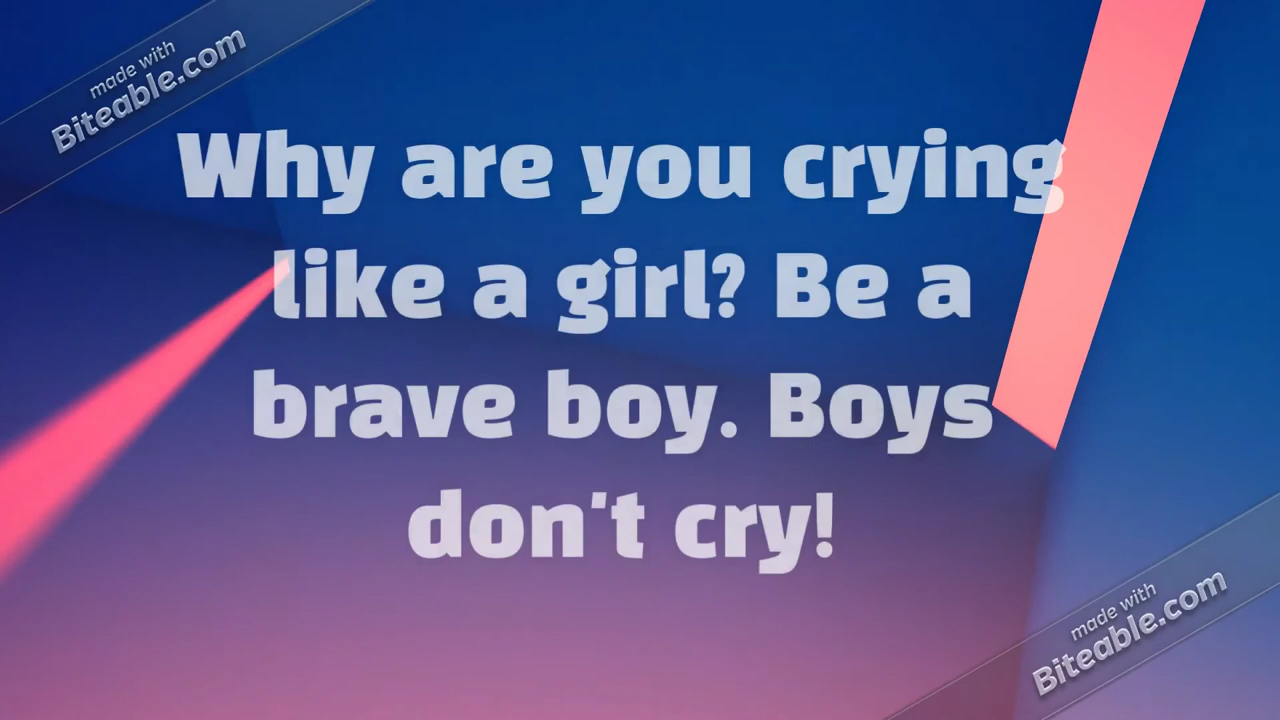 made with
Biteable.com
Why are you crying
like a girl? Be a
brave boy. Boys
don't cry!
made with
Biteable.com